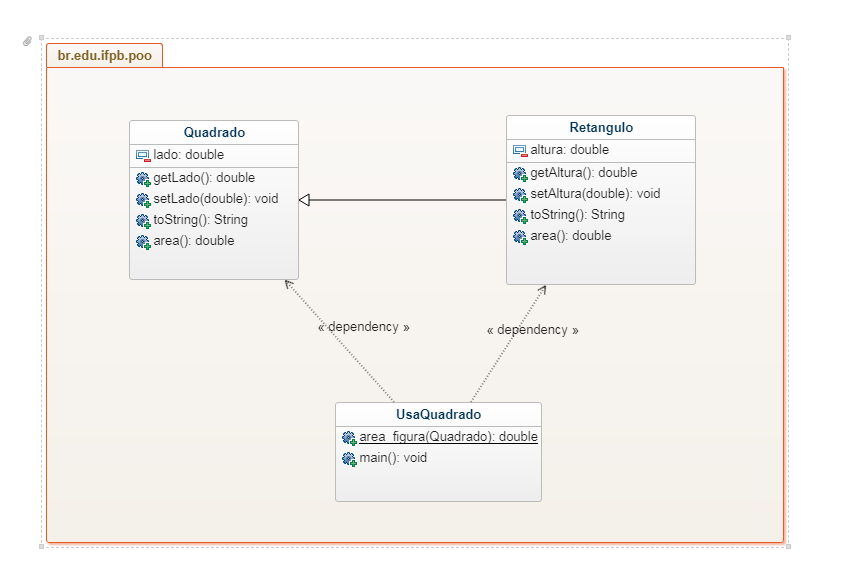 br.edu.ifpb.poo
Quadrado
lado: double
getLado(): double
setLado(double): void
toString(): String
area(): double
Retangulo
altura: double
getAltura(): double
setAltura(double): void
toString(): String
area(): double
« dependency »
« dependency »
UsaQuadrado
area_figura(Quadrado): double
main(): void